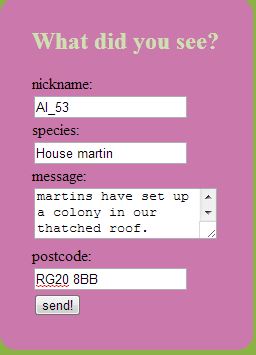 What did you see?
nickname:
Al_53
species:
House martin
message:
martins have set up
a colony in our
thatched roof.
postcode:
RG20 8BB
send!